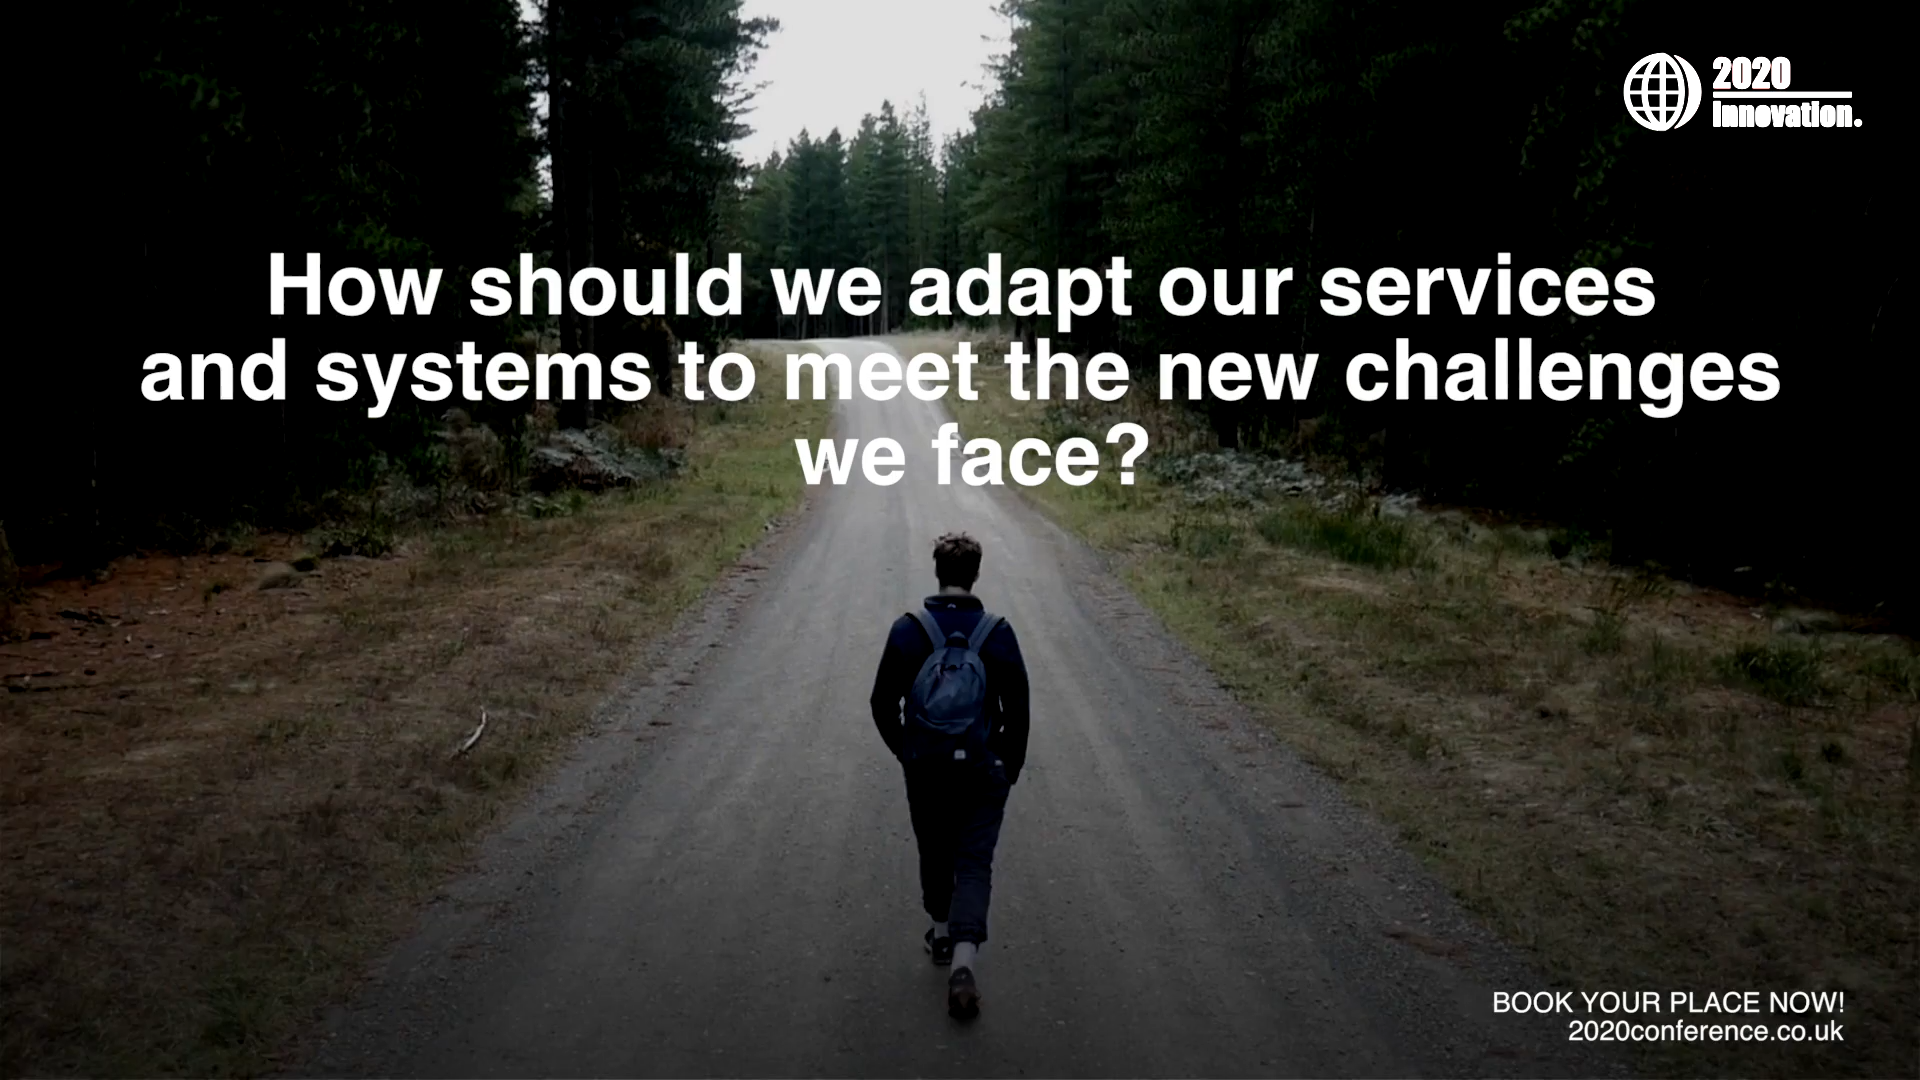 2020
innovation.
How should we adapt our services
and systems to meet the new challenges
we face?
BOOK YOUR PLACE NOW!
2020conference.co.uk